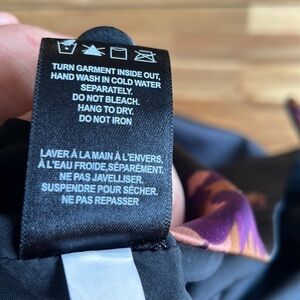 TURN GARMENT INSIDE OUT,
HAND WASH IN COLD WATER
SEPARATELY.
DO NOT BLEACH.
HANG TO DRY.
DO NOT IRON
LAVER À LA MAIN À L'ENVERS,
À L'EAU FROIDE,SÉPARÉMENT.
NE PAS JAVELLISER.
SUSPENDRE POUR SÉCHER.
NE PAS REPASSER